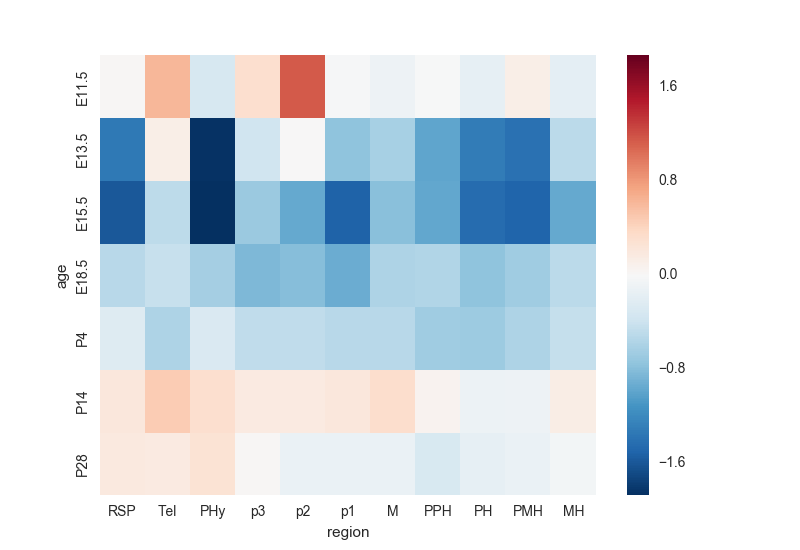 E11.5
E13.5
E15.5
E18.5
P4
P14
P28
age
RSP Tel PHy p3 p2 p1 M PPH PH PMH MH
region
1.6
0.8
0.0
−0.8
−1.6